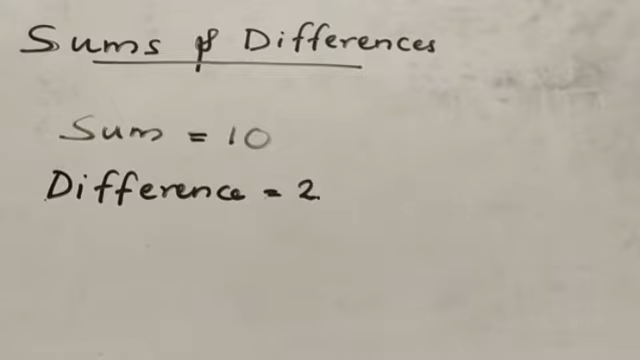 Sums & Differences
Sum = 10
Difference = 2